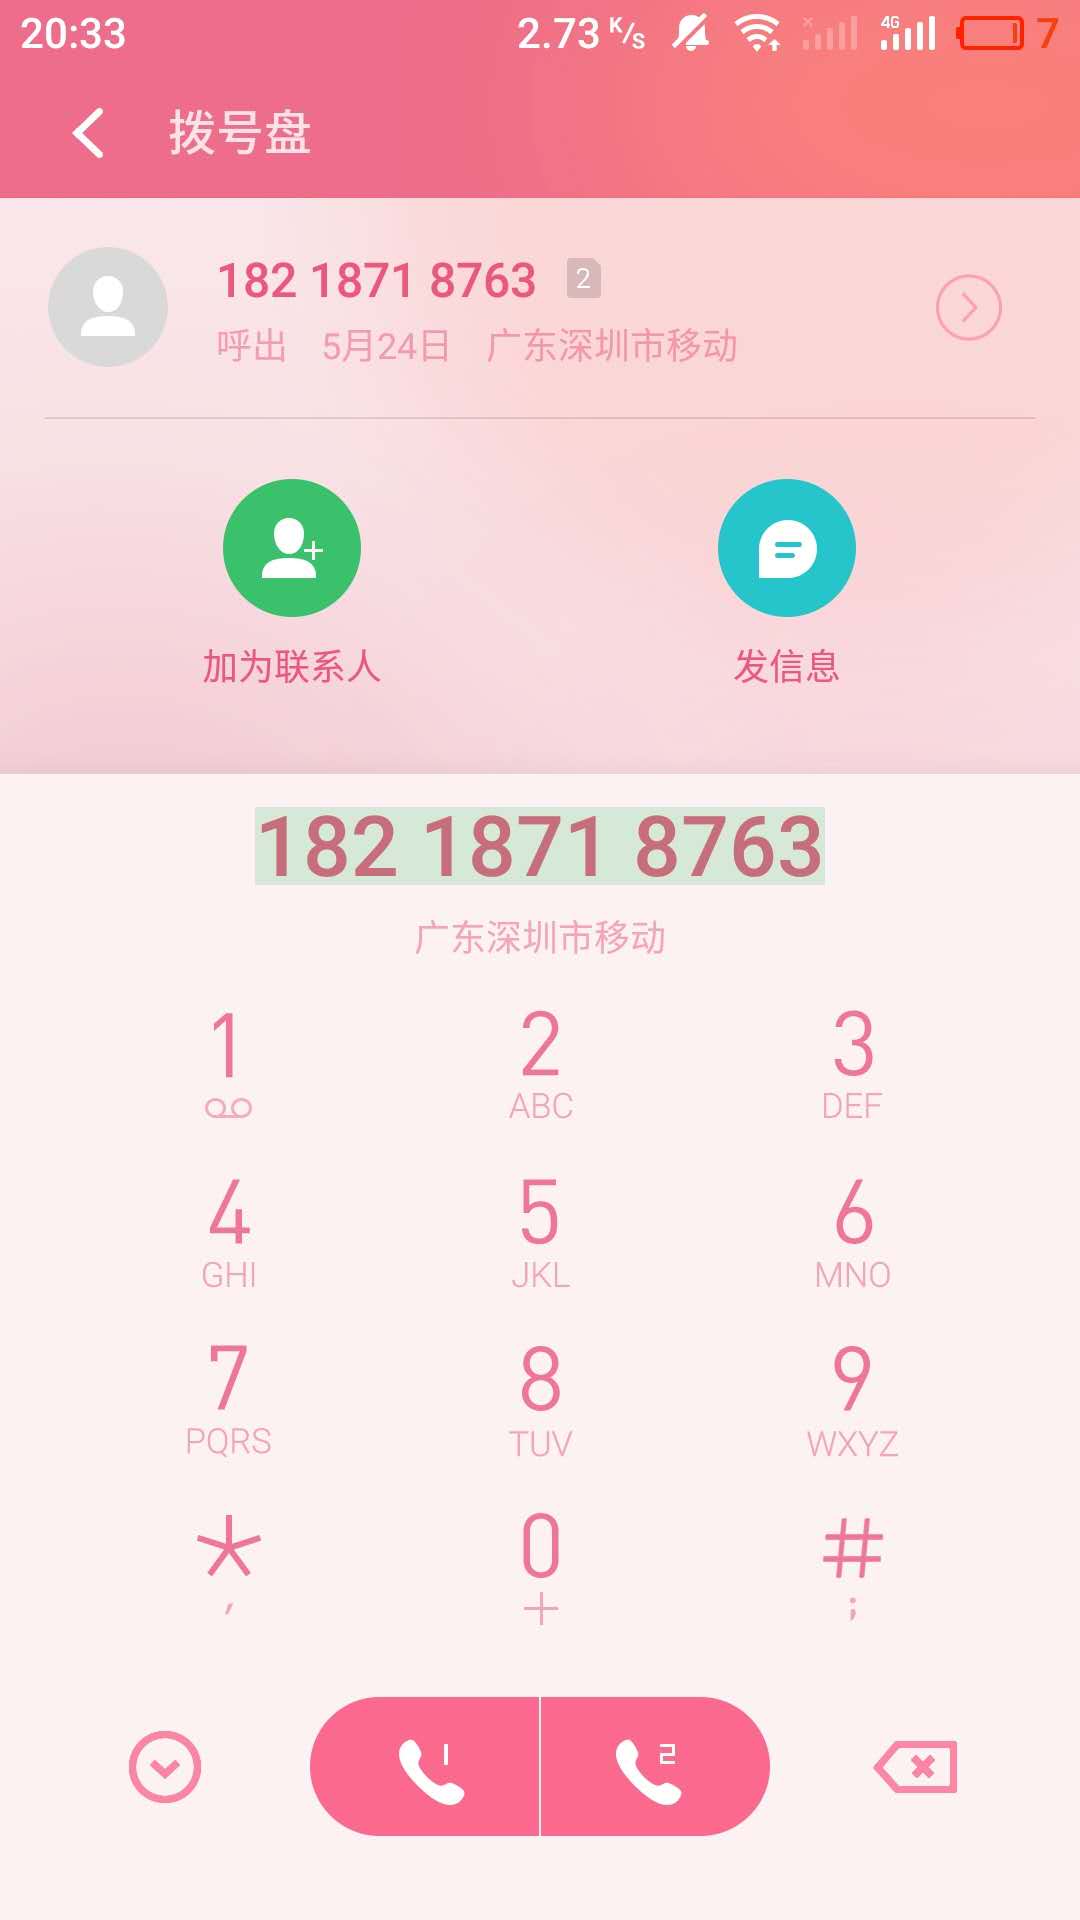 20:33 2.73 K/s 4G 7
拨号盘
182 1871 8763 2
呼出 5月24日 广东深圳市移动
加为联系人 发信息
182 1871 8763
广东深圳市移动
1 2 3
ABC DEF
4 5 6
GHI JKL MNO
7 8 9
PQRS TUV WXYZ
* 0 #
, + ;
1 2